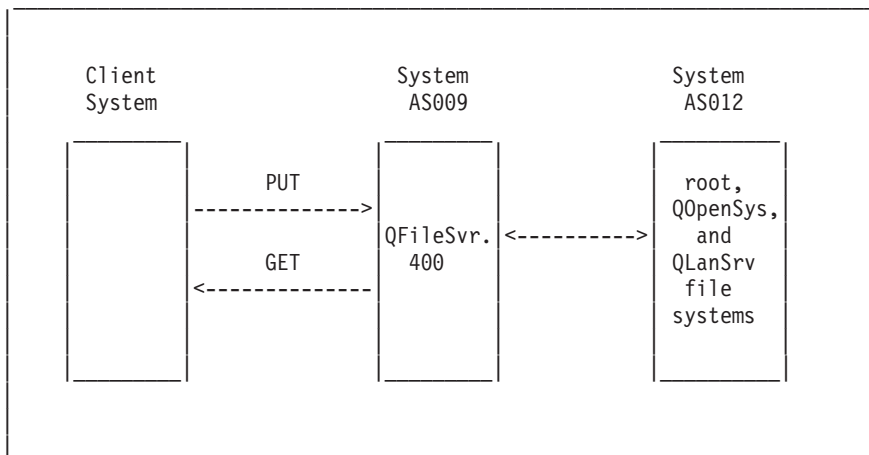 Client System System
System AS009 AS012
PUT root,
--------------> QOpenSys,
QFileSvr. <----------> and
GET 400 QLanSrv
<-------------- file
systems